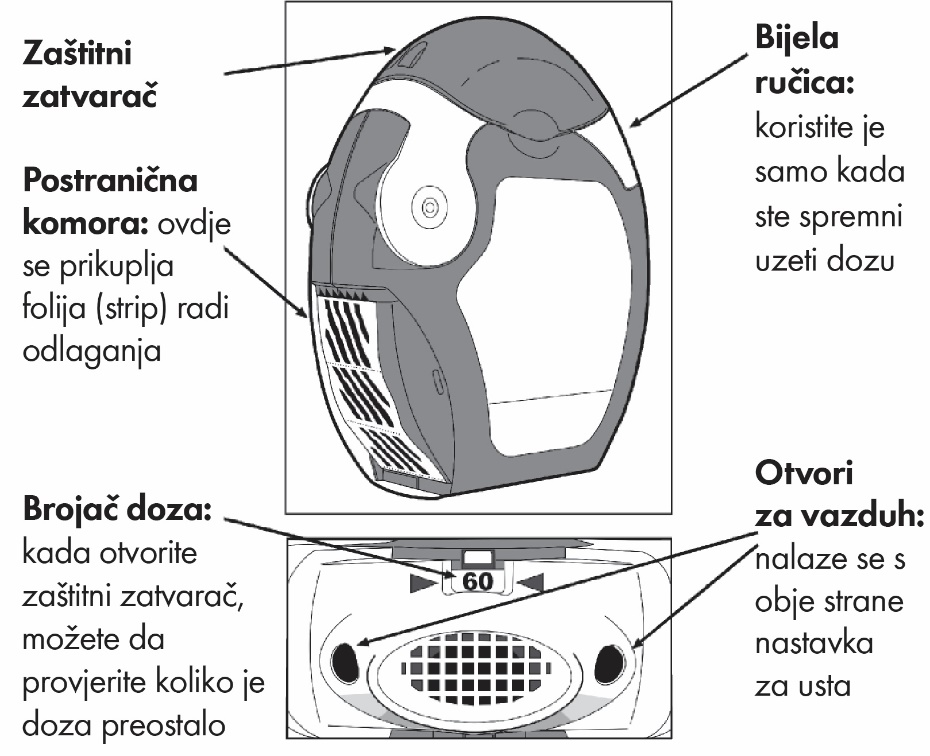 Zaštitni
zatvarač
Postranična
komora: ovdje
se prikuplja
folija (strip) radi
odlaganja
Brojač doza:
kada otvorite
zaštitni zatvarač,
možete da
provjerite koliko je
doza preostalo
Bijela
ručica:
koristite je
samo kada
ste spremni
uzeti dozu
Otvori
za vazduh:
nalaze se s
obje strane
nastavka
za usta
60